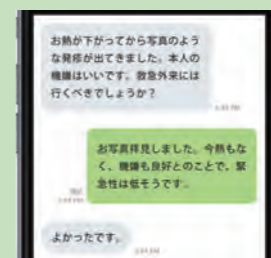 お熱が下がってから写真のよう
な発疹が出てきました。本人の
機嫌はいいです。救急外来には
行くべきでしょうか？
お写真拝見しました。今熱もな
く、機嫌も良好とのことで、緊
急性は低そうです。
よかったです。